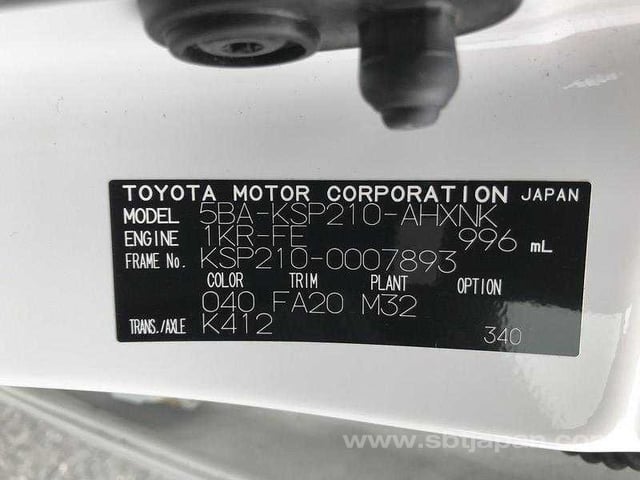 TOYOTA MOTOR CORPORATION JAPAN
MODEL 5BA-KSP210-AHXNK
ENGINE 1KR-FE 996 mL
FRAME No. KSP210-0007893
COLOR TRIM PLANT OPTION
040 FA20 M32
TRANS./AXLE K412 340
www.sbtjapan.com